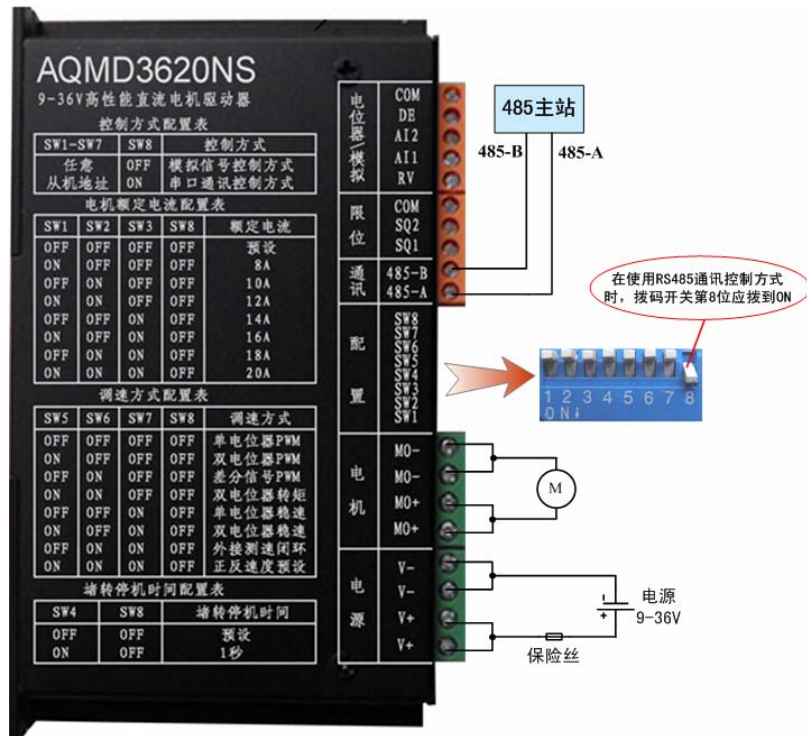 AQMD3620NS
9-36V高性能直流电机驱动器
控制方式配置表
SW1-SW7 SW8 控制方式
任意 OFF 模拟信号控制方式
从机地址 ON 串口通讯控制方式
电机额定电流配置表
SW1 SW2 SW3 SW8 额定电流
OFF OFF OFF OFF 预设
ON OFF OFF OFF 8A
OFF ON OFF OFF 10A
ON ON OFF OFF 12A
OFF OFF ON OFF 14A
ON OFF ON OFF 16A
OFF ON ON OFF 18A
ON ON ON OFF 20A
调速方式配置表
SW5 SW6 SW7 SW8 调速方式
OFF OFF OFF OFF 单电位器PWM
ON OFF OFF OFF 双电位器PWM
OFF ON OFF OFF 差分信号PWM
ON ON OFF OFF 双电位器转矩
OFF OFF ON OFF 单电位器稳速
ON OFF ON OFF 双电位器稳速
OFF ON ON OFF 外接测速闭环
ON ON ON OFF 正反速度预设
堵转停机时间配置表
SW4 SW8 堵转停机时间
OFF OFF 预设
ON OFF 1秒
电位器/模拟
COM
DE
AI2
AI1
RV
限位
COM
SQ2
SQ1
通讯
485-B
485-A
配置
SW8
SW7
SW6
SW5
SW4
SW3
SW2
SW1
电机
MO-
MO-
MO+
MO+
电源
V-
V-
V+
V+
485主站
485-B 485-A
在使用RS485通讯控制方式
时，拨码开关第8位应拨到ON
1 2 3 4 5 6 7 8
ON↓
M
- 
+
电源
9-36V
保险丝